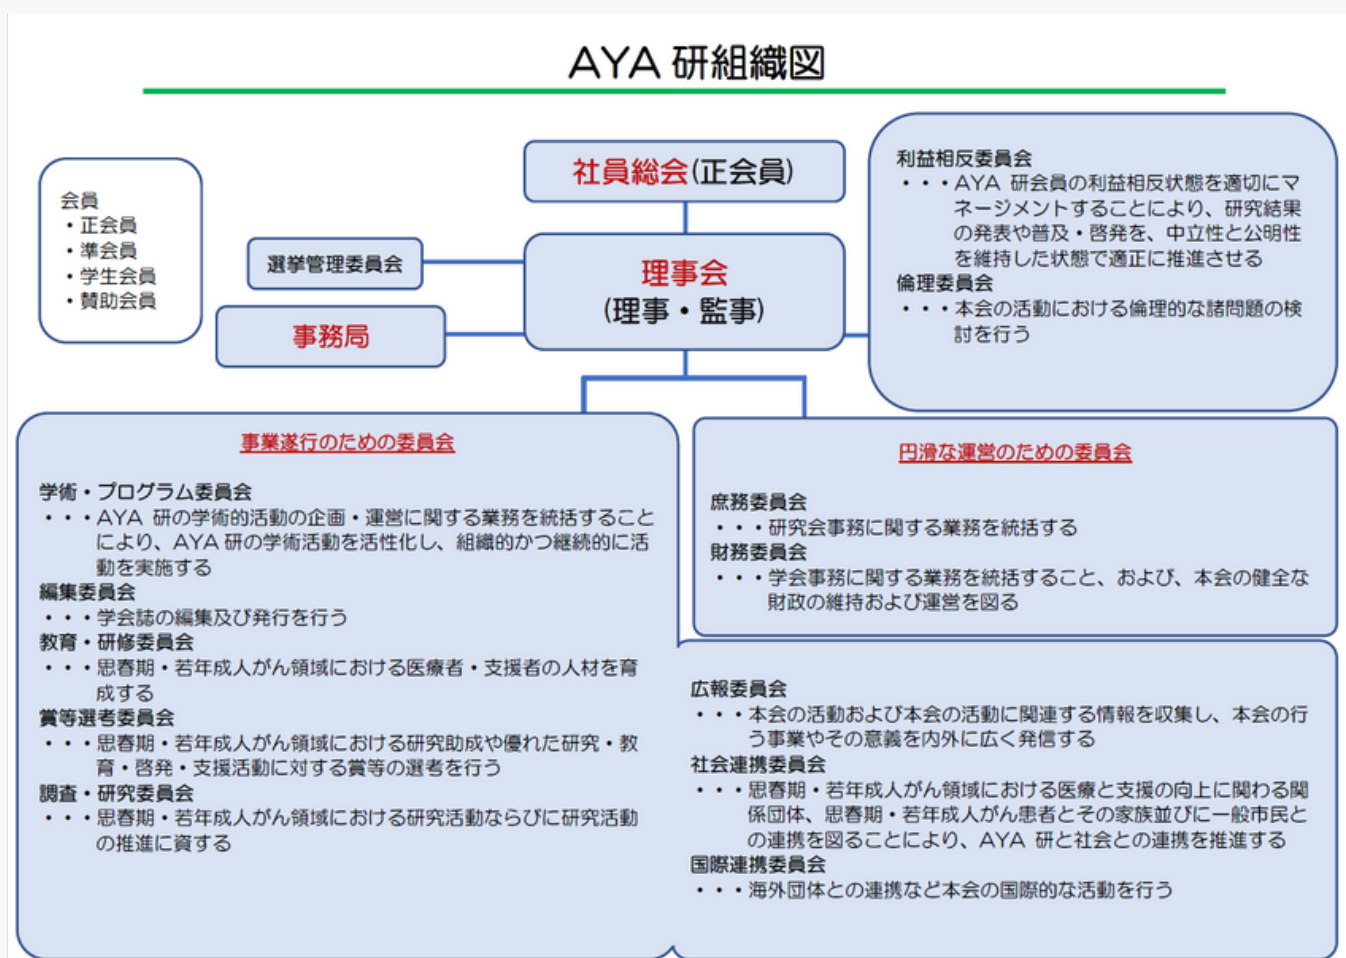 AYA 研組織図
会員
・正会員
・準会員
・学生会員
・賛助会員
社員総会(正会員)
選挙管理委員会
理事会
(理事・監事)
事務局
利益相反委員会
・・・AYA 研会員の利益相反状態を適切にマ
ネージメントすることにより、研究結果
の発表や普及・啓発を、中立性と公明性
を維持した状態で適正に推進させる
倫理委員会
・・・本会の活動における倫理的な諸問題の検
討を行う
事業遂行のための委員会
学術・プログラム委員会
・・・AYA 研の学術的活動の企画・運営に関する業務を統括すること
により、AYA 研の学術活動を活性化し、組織的かつ継続的に活
動を実施する
編集委員会
・・・学会誌の編集及び発行を行う
教育・研修委員会
・・・思春期・若年成人がん領域における医療者・支援者の人材を育
成する
賞等選考委員会
・・・思春期・若年成人がん領域における研究助成や優れた研究・教
育・啓発・支援活動に対する賞等の選考を行う
調査・研究委員会
・・・思春期・若年成人がん領域における研究活動ならびに研究活動
の推進に資する
円滑な運営のための委員会
庶務委員会
・・・研究会事務に関する業務を統括する
財務委員会
・・・学会事務に関する業務を統括すること、および、本会の健全な
財政の維持および運営を図る
広報委員会
・・・本会の活動および本会の活動に関連する情報を収集し、本会の行
う事業やその意義を内外に広く発信する
社会連携委員会
・・・思春期・若年成人がん領域における医療と支援の向上に関わる関
係団体、思春期・若年成人がん患者とその家族並びに一般市民と
の連携を図ることにより、AYA 研と社会との連携を推進する
国際連携委員会
・・・海外団体との連携など本会の国際的な活動を行う